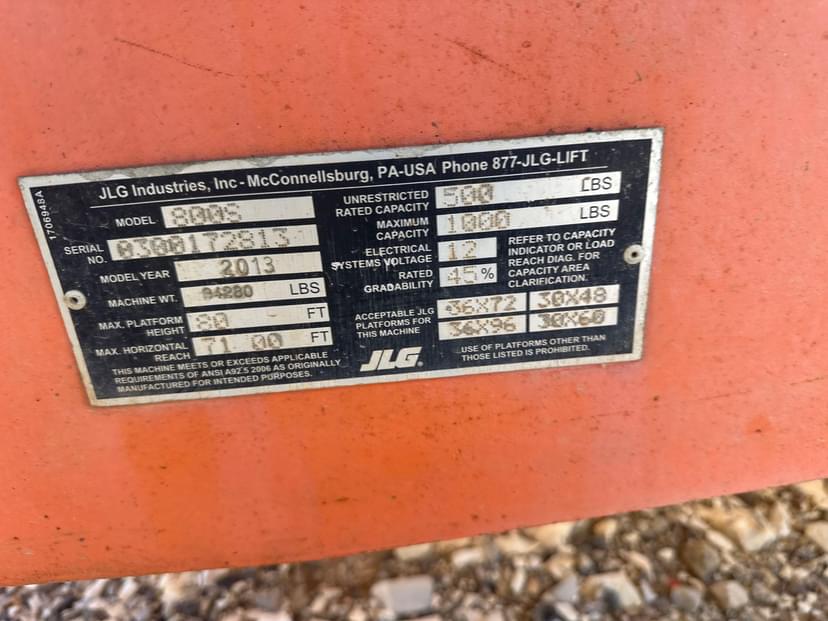 JLG Industries, Inc - McConnellsburg, PA-USA Phone 877-JLG-LIFT
1706948A
MODEL 800S
SERIAL NO. 0300172813
MODEL YEAR 2013
MACHINE WT. LBS
MAX. PLATFORM HEIGHT 80 FT
MAX. HORIZONTAL REACH 71.00 FT
THIS MACHINE MEETS OR EXCEEDS APPLICABLE
REQUIREMENTS OF ANSI A92.5 2006 AS ORIGINALLY
MANUFACTURED FOR INTENDED PURPOSES.
UNRESTRICTED RATED CAPACITY 500 LBS
MAXIMUM CAPACITY 1000 LBS
ELECTRICAL SYSTEMS VOLTAGE 12
RATED GRADABILITY 45%
REFER TO CAPACITY
INDICATOR OR LOAD
REACH DIAG. FOR
CAPACITY AREA
CLARIFICATION.
ACCEPTABLE JLG
PLATFORMS FOR
THIS MACHINE
36X72 30X48
36X96 30X60
JLG®
USE OF PLATFORMS OTHER THAN
THOSE LISTED IS PROHIBITED.